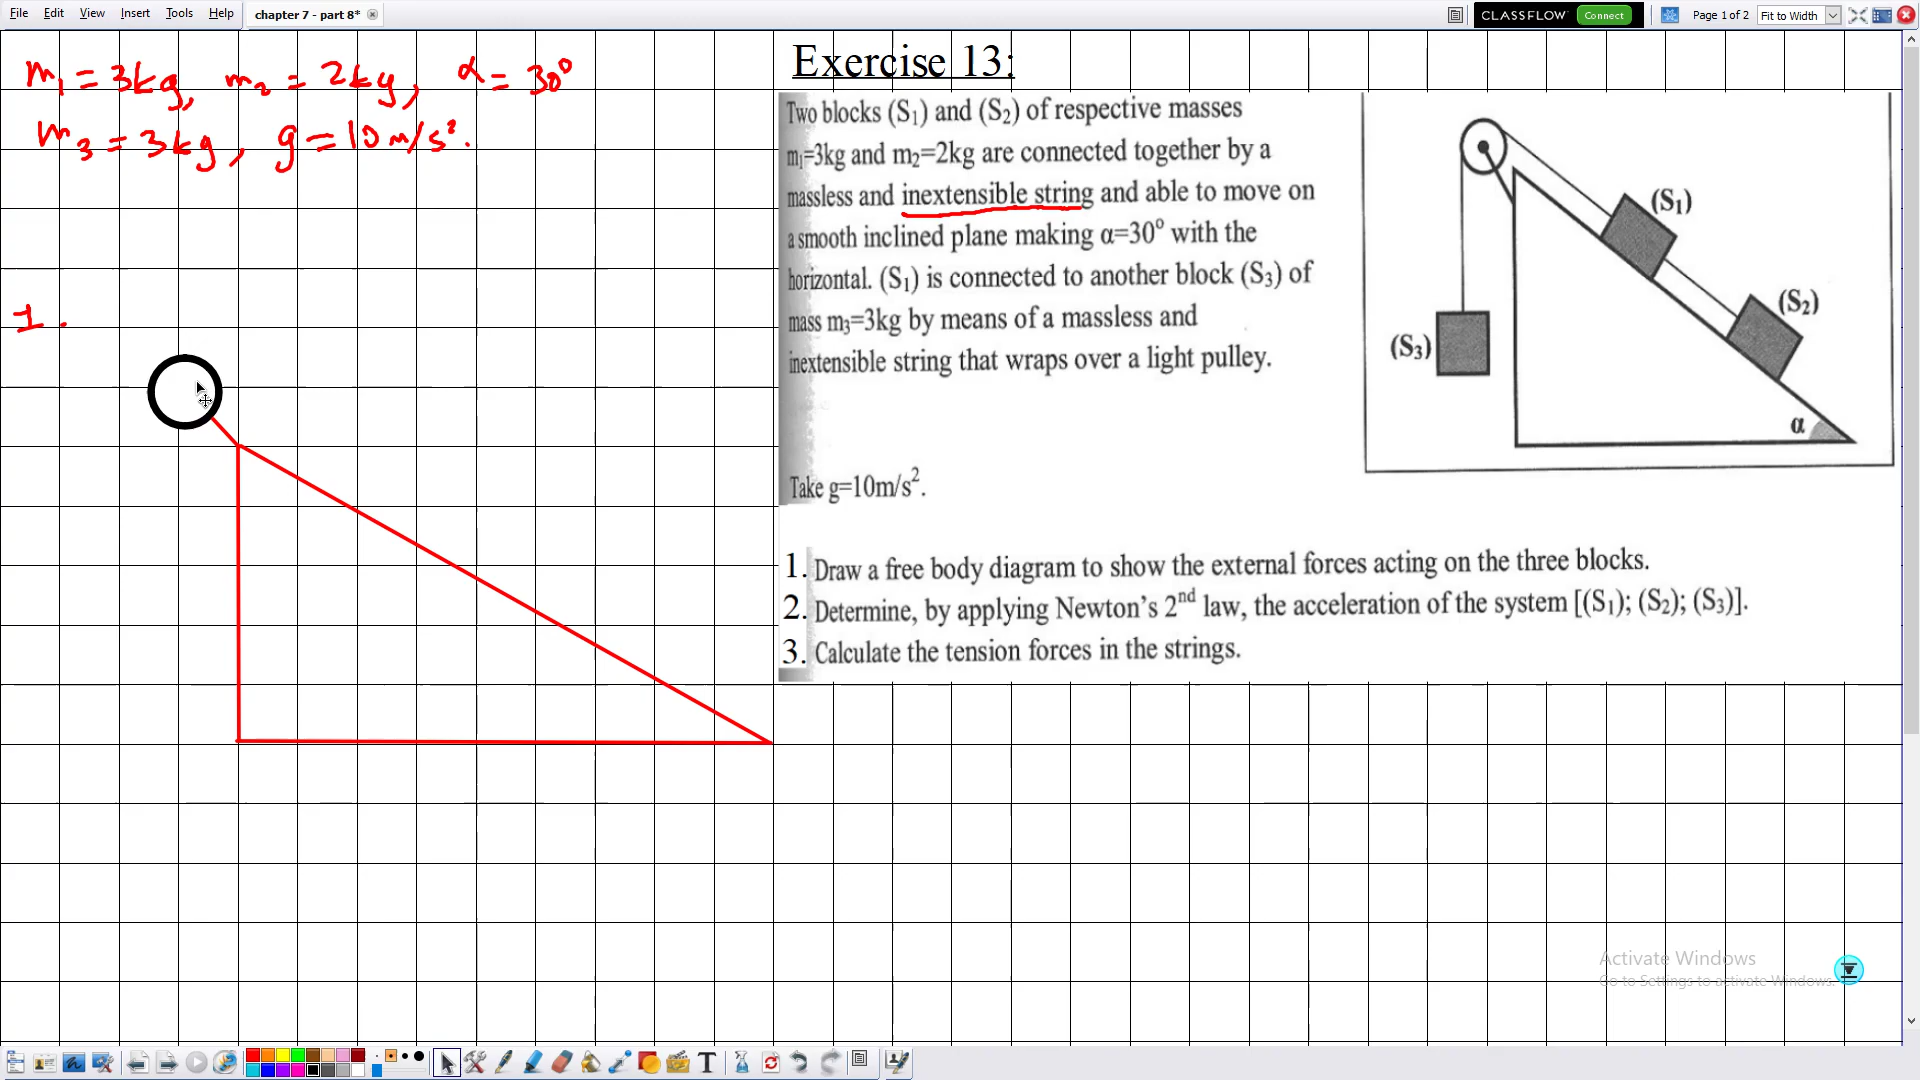 File Edit View Insert Tools Help chapter 7 - part 8* CLASSFLOW Connect Page 1 of 2 Fit to Width
m₁ = 3kg, m₂ = 2kg, α = 30°
m₃ = 3kg, g = 10 m/s².
1.
Exercise 13:
Two blocks (S₁) and (S₂) of respective masses
m₁=3kg and m₂=2kg are connected together by a
massless and inextensible string and able to move on
a smooth inclined plane making α=30° with the
horizontal. (S₁) is connected to another block (S₃) of
mass m₃=3kg by means of a massless and
inextensible string that wraps over a light pulley.
Take g=10m/s².
(S₁)
(S₂)
(S₃)
α
1. Draw a free body diagram to show the external forces acting on the three blocks.
2. Determine, by applying Newton's 2nd law, the acceleration of the system [(S₁); (S₂); (S₃)].
3. Calculate the tension forces in the strings.
Activate Windows
Go to Settings to activate Windows.
T